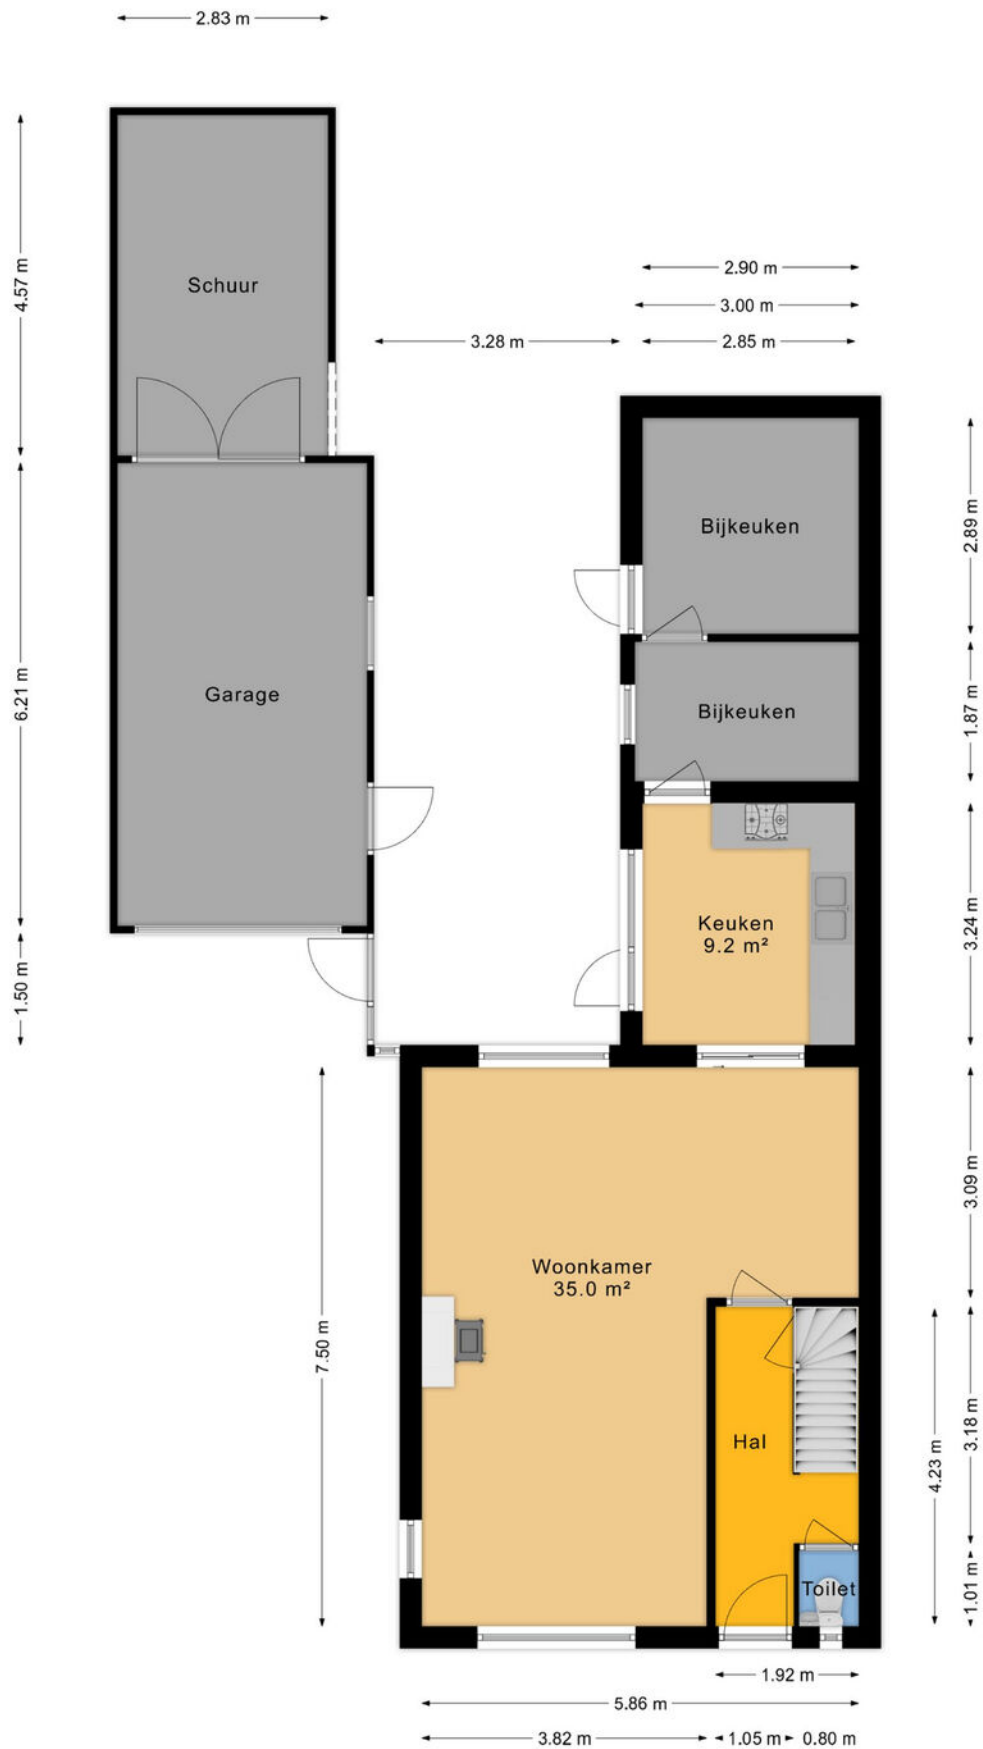 2.83 m
4.57 m
Schuur
2.90 m
3.00 m
3.28 m
2.85 m
2.89 m
Bijkeuken
6.21 m
Garage
Bijkeuken
1.87 m
Keuken
9.2 m²
3.24 m
1.50 m
3.09 m
Woonkamer
35.0 m²
7.50 m
Hal
3.18 m
4.23 m
Toilet
1.01 m
1.92 m
5.86 m
3.82 m
1.05 m
0.80 m